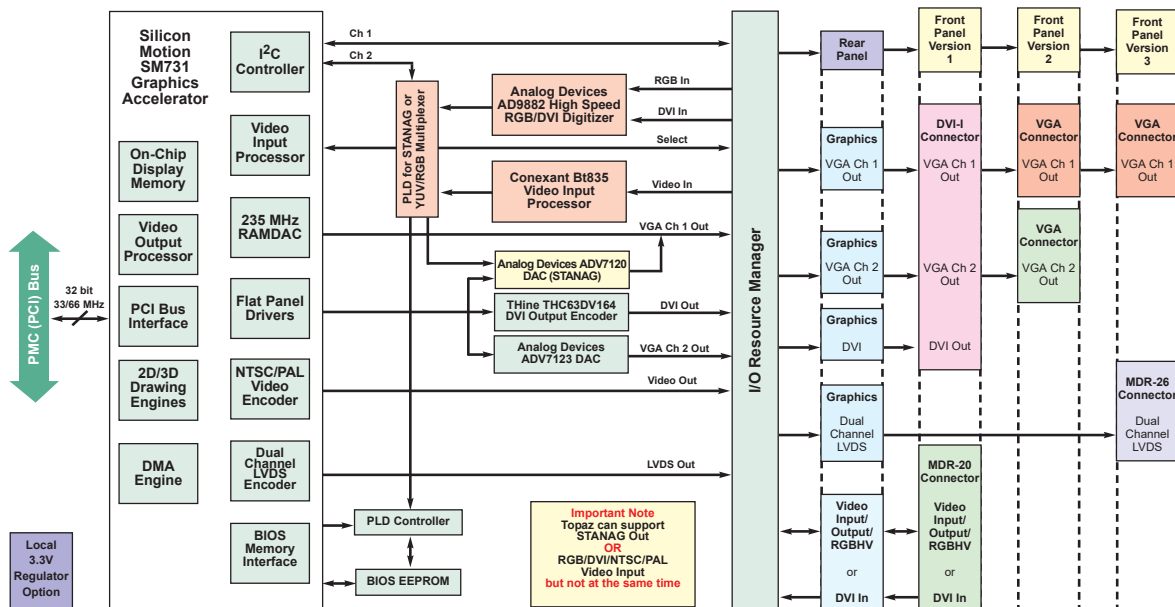 Silicon
Motion
SM731
Graphics
Accelerator
I2C
Controller
Video
Input
Processor
On-Chip
Display
Memory
235 MHz
RAMDAC
Video
Output
Processor
PMC (PCI) Bus
32 bit
33/66 MHz
PCI Bus
Interface
Flat Panel
Drivers
2D/3D
Drawing
Engines
NTSC/PAL
Video
Encoder
DMA
Engine
Dual
Channel
LVDS
Encoder
BIOS
Memory
Interface
Local
3.3V
Regulator
Option
Ch 1
Ch 2
PLD for STANAG or
YUV/RGB Multiplexer
Analog Devices
AD9882 High Speed
RGB/DVI Digitizer
RGB In
DVI In
Select
Conexant Bt835
Video Input
Processor
Video In
VGA Ch 1 Out
Analog Devices ADV7120
DAC (STANAG)
THine THC63DV164
DVI Output Encoder
DVI Out
Analog Devices
ADV7123 DAC
VGA Ch 2 Out
Video Out
LVDS Out
PLD Controller
BIOS EEPROM
Important Note
Topaz can support
STANAG Out
OR
RGB/DVI/NTSC/PAL
Video Input
but not at the same time
I/O Resource Manager
Rear
Panel
Graphics
VGA Ch 1
Out
Graphics
VGA Ch 2
Out
Graphics
DVI
Graphics
Dual
Channel
LVDS
Video
Input/
Output/
RGBHV
or
DVI In
Front
Panel
Version
1
DVI-I
Connector
VGA Ch 1
Out
VGA Ch 2
Out
DVI Out
MDR-20
Connector
Video
Input/
Output/
RGBHV
or
DVI In
Front
Panel
Version
2
VGA
Connector
VGA Ch 1
Out
VGA
Connector
VGA Ch 2
Out
Front
Panel
Version
3
VGA
Connector
VGA Ch 1
Out
MDR-26
Connector
Dual
Channel
LVDS